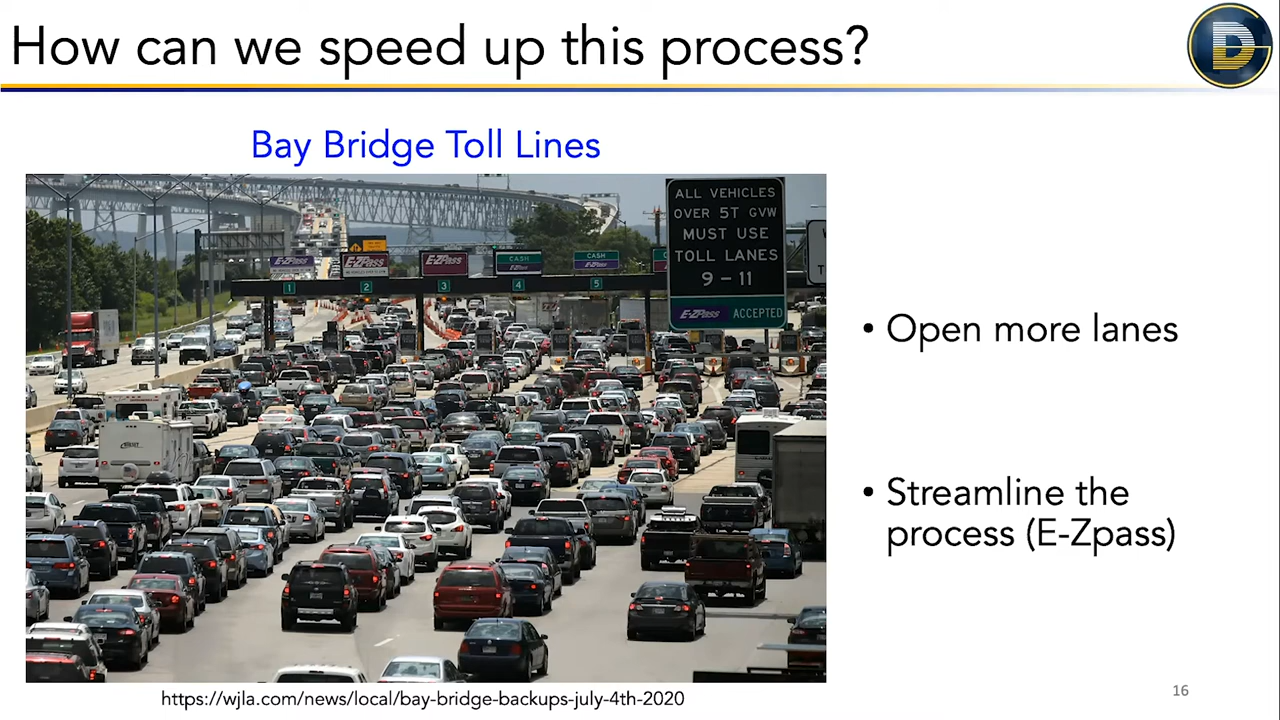 How can we speed up this process?
Bay Bridge Toll Lines
ALL VEHICLES
OVER 5T GVW
MUST USE
TOLL LANES
9 – 11
E-ZPass ACCEPTED
E-ZPass
E-ZPass
E-ZPass
CASH
E-ZPass
CASH
E-ZPass
1
2
3
4
5
• Open more lanes
• Streamline the
process (E-Zpass)
https://wjla.com/news/local/bay-bridge-backups-july-4th-2020
16